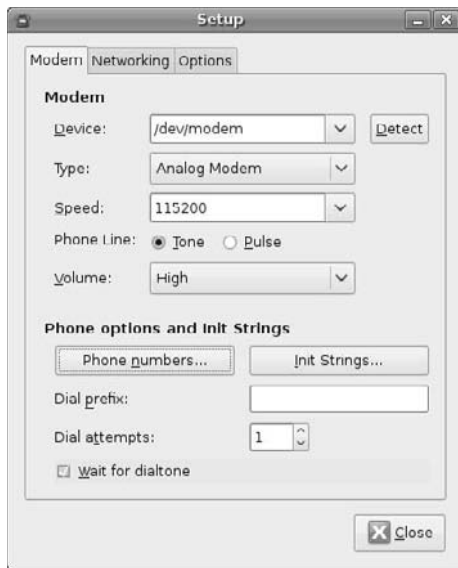 Setup
Modem Networking Options
Modem
Device: /dev/modem Detect
Type: Analog Modem
Speed: 115200
Phone Line: Tone Pulse
Volume: High
Phone options and Init Strings
Phone numbers... Init Strings...
Dial prefix:
Dial attempts: 1
Wait for dialtone
Close